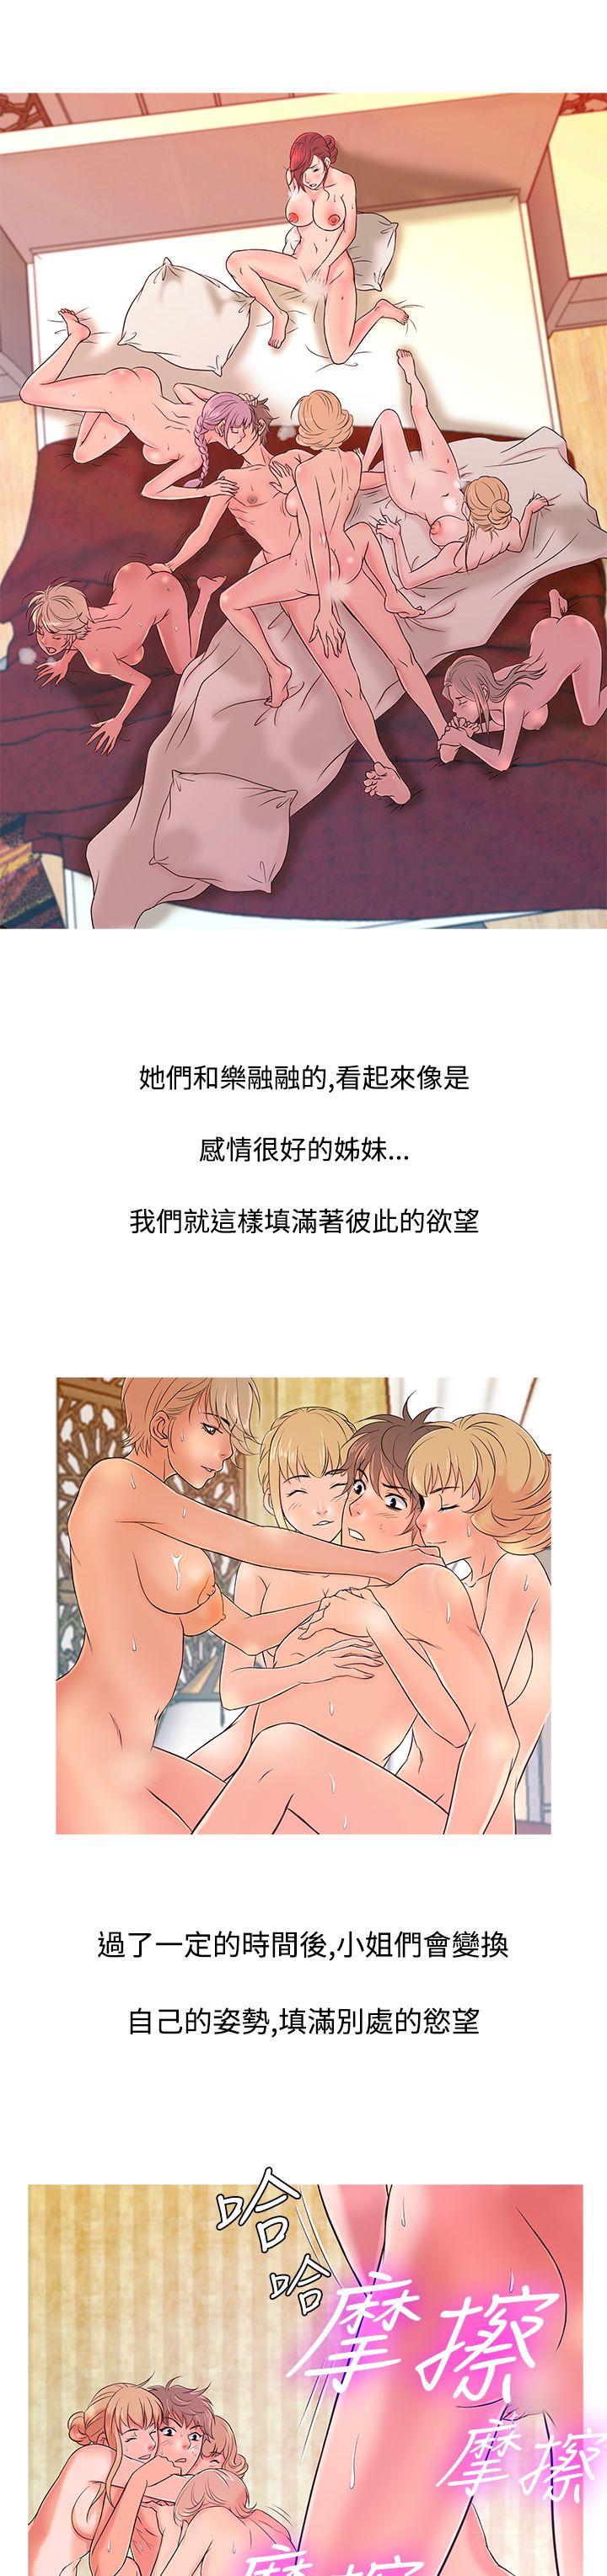 她們和樂融融的,看起來像是
感情很好的姊妹...
我們就這樣填滿著彼此的欲望
過了一定的時間後,小姐們會變換
自己的姿勢,填滿別處的慾望
哈
哈
摩擦
摩擦
摩擦